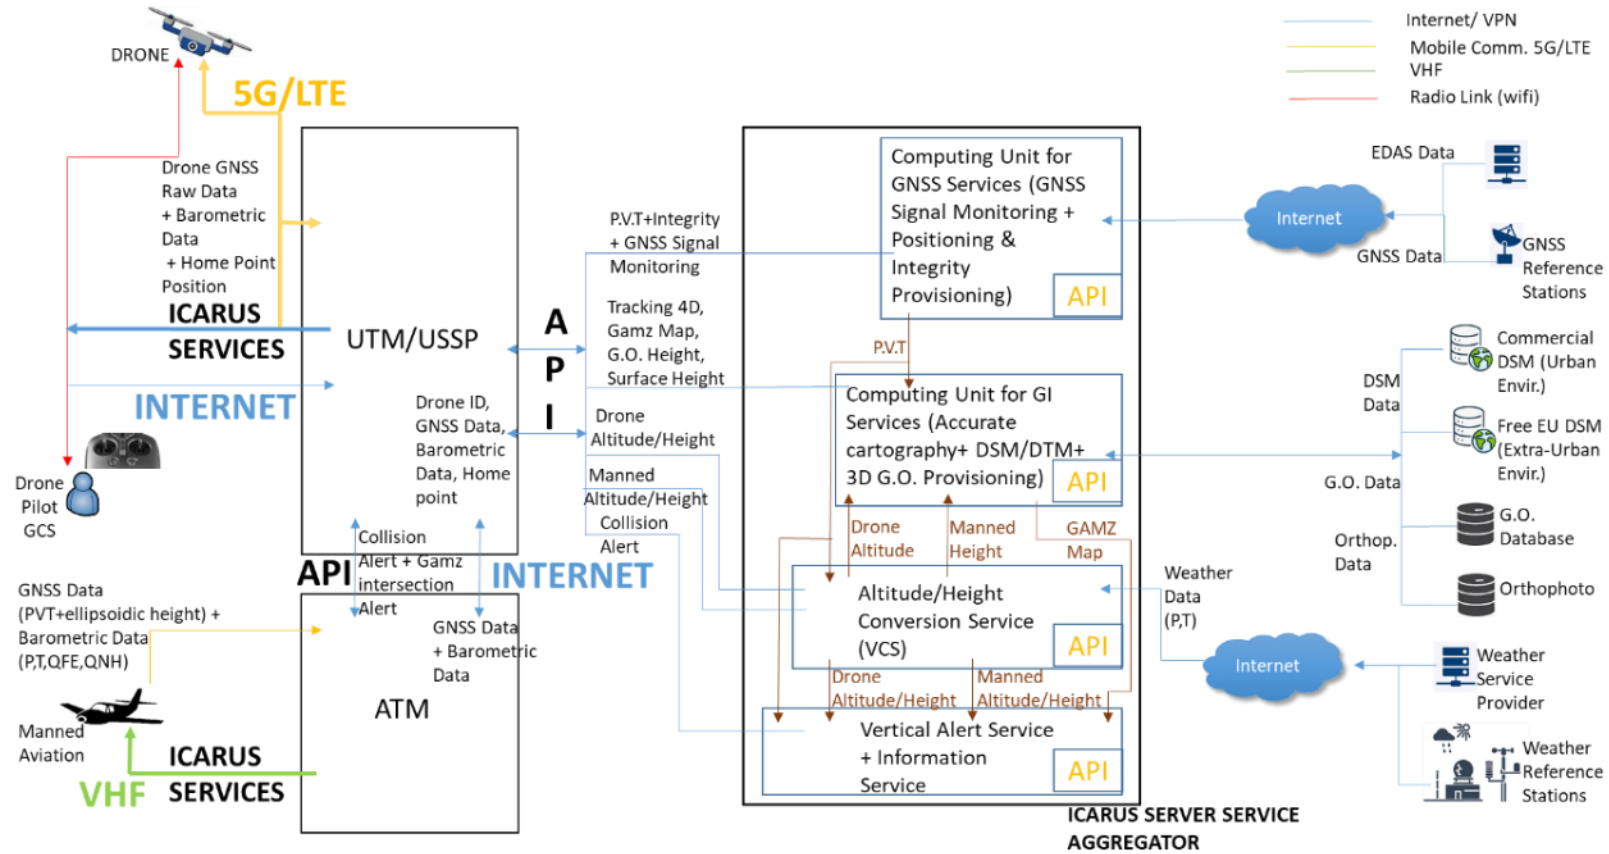 Internet/ VPN
Mobile Comm. 5G/LTE
VHF
Radio Link (wifi)
DRONE
5G/LTE
Drone GNSS
Raw Data
+ Barometric
Data
+ Home Point
Position
ICARUS
SERVICES
INTERNET
Drone
Pilot
GCS
GNSS Data
(PVT+ellipsoidic height) +
Barometric Data
(P,T,QFE,QNH)
Manned
Aviation
VHF
ICARUS
SERVICES
UTM/USSP
Drone ID,
GNSS Data,
Barometric
Data, Home
point
API
Collision
Alert + Gamz
intersection
Alert
INTERNET
GNSS Data
+ Barometric
Data
ATM
A
P
I
P.V.T+Integrity
+ GNSS Signal
Monitoring
Tracking 4D,
Gamz Map,
G.O. Height,
Surface Height
Drone
Altitude/Height
Manned
Altitude/Height
Collision
Alert
Computing Unit for
GNSS Services (GNSS
Signal Monitoring +
Positioning &
Integrity
Provisioning)
API
P.V.T
Computing Unit for GI
Services (Accurate
cartography+ DSM/DTM+
3D G.O. Provisioning)
API
Drone
Altitude
Manned
Height
GAMZ
Map
Altitude/Height
Conversion Service
(VCS)
API
Drone
Altitude/Height
Manned
Altitude/Height
Vertical Alert Service
+ Information
Service
API
ICARUS SERVER SERVICE
AGGREGATOR
Internet
EDAS Data
GNSS Data
GNSS
Reference
Stations
DSM
Data
G.O. Data
Orthop.
Data
Commercial
DSM (Urban
Envir.)
Free EU DSM
(Extra-Urban
Envir.)
G.O.
Database
Orthophoto
Weather
Data
(P,T)
Internet
Weather
Service
Provider
Weather
Reference
Stations